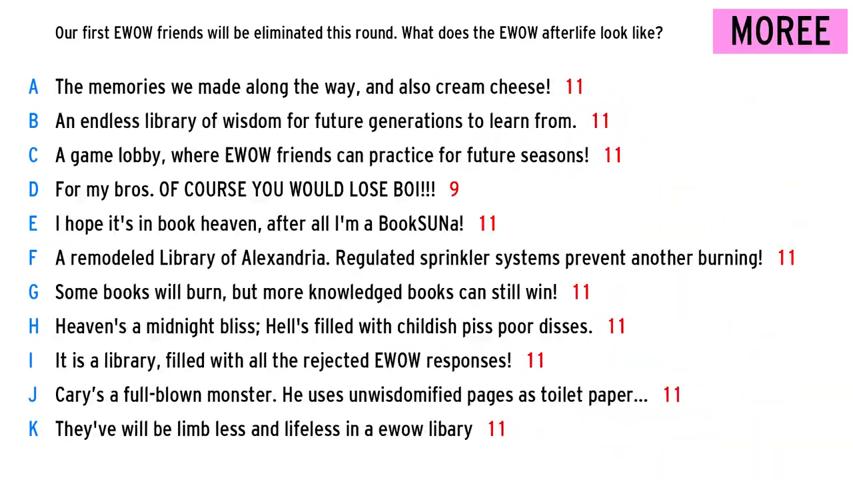 Our first EWOW friends will be eliminated this round. What does the EWOW afterlife look like?
MOREE
A The memories we made along the way, and also cream cheese! 11
B An endless library of wisdom for future generations to learn from. 11
C A game lobby, where EWOW friends can practice for future seasons! 11
D For my bros. OF COURSE YOU WOULD LOSE BOI!!! 9
E I hope it's in book heaven, after all I'm a BookSUNa! 11
F A remodeled Library of Alexandria. Regulated sprinkler systems prevent another burning! 11
G Some books will burn, but more knowledged books can still win! 11
H Heaven's a midnight bliss; Hell's filled with childish piss poor disses. 11
I It is a library, filled with all the rejected EWOW responses! 11
J Cary's a full-blown monster. He uses unwisdomified pages as toilet paper... 11
K They've will be limb less and lifeless in a ewow libary 11